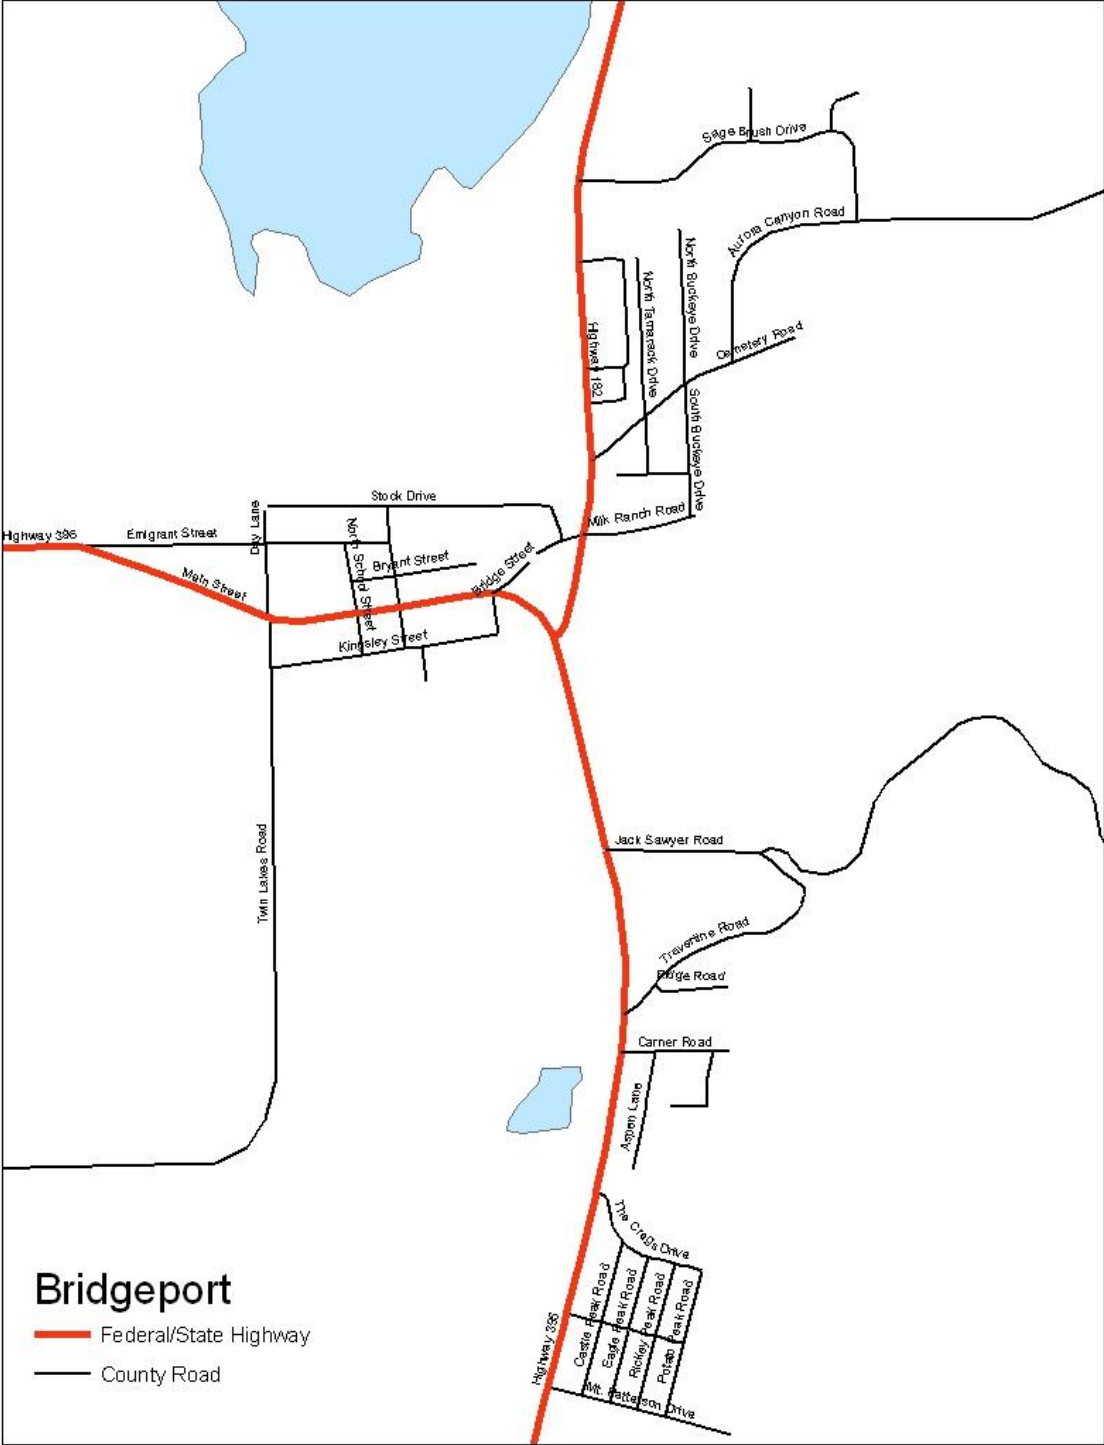 Sage Brush Drive
Aurora Canyon Road
North Buckeye Drive
North Tamarack Drive
Highway 182
Cemetery Road
South Buckeye Drive
Stock Drive
Milk Ranch Road
Day Lane
Highway 395
Emigrant Street
North School Street
Bryant Street
Bridge Street
Main Street
Kingsley Street
Jack Sawyer Road
Twin Lakes Road
Travertine Road
Ridge Road
Carner Road
Aspen Lane
The Crags Drive
Castle Peak Road
Eagle Peak Road
Rickey Peak Road
Potato Peak Road
Highway 395
Mt. Patterson Drive
Bridgeport
Federal/State Highway
County Road